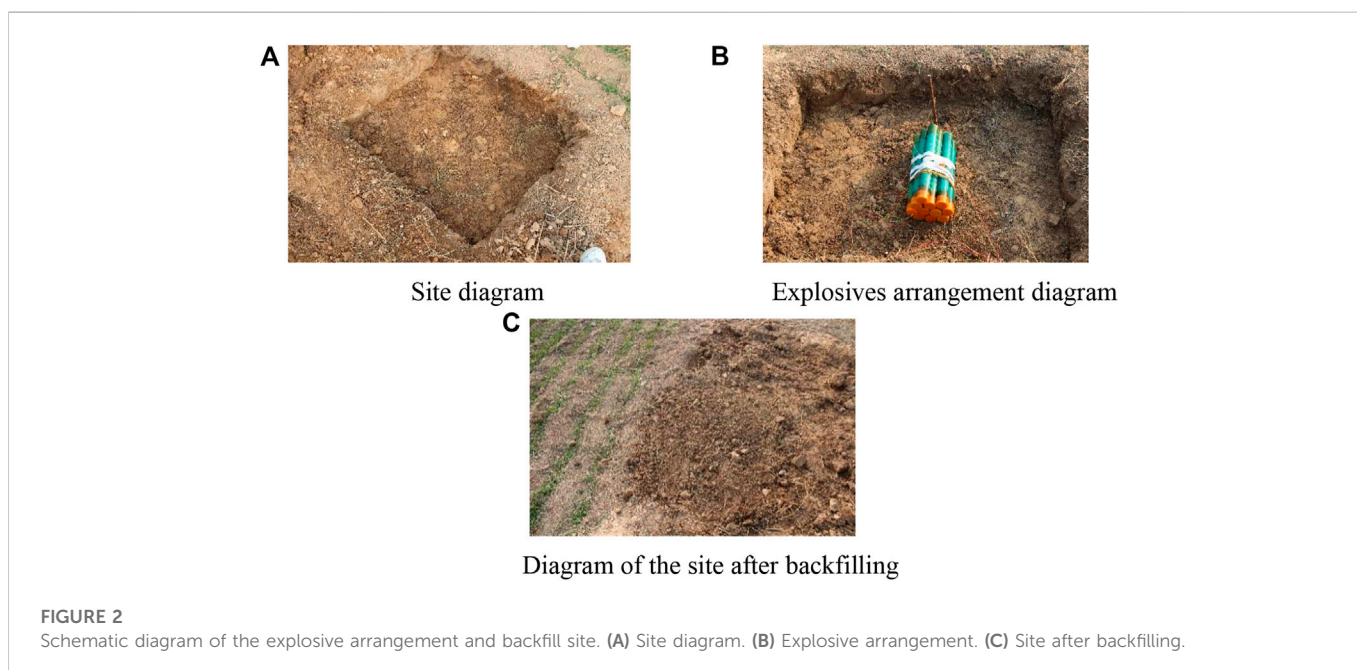 A
B
Site diagram
Explosives arrangement diagram
C
Diagram of the site after backfilling
FIGURE 2
Schematic diagram of the explosive arrangement and backfill site. (A) Site diagram. (B) Explosive arrangement. (C) Site after backfilling.